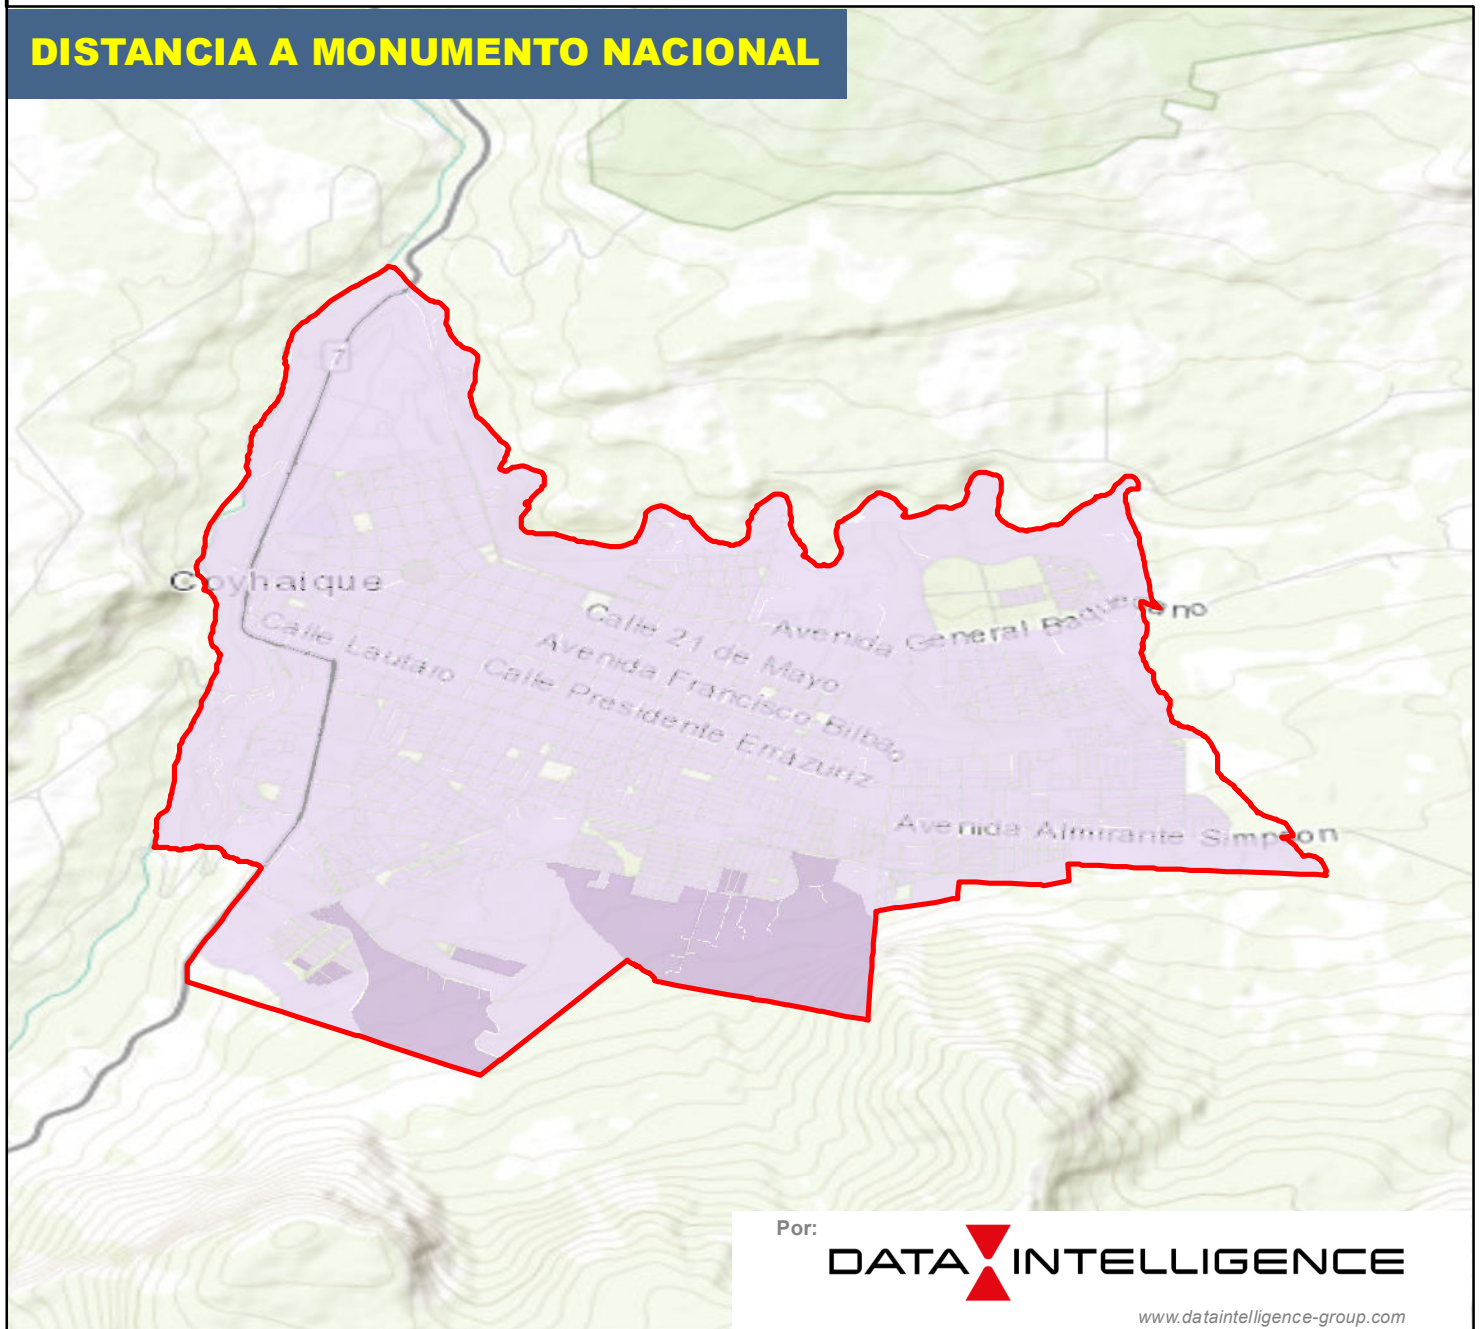 DISTANCIA A MONUMENTO NACIONAL
7
Coyhaique
Calle Lautaro
Calle 21 de Mayo
Avenida General Baquedano
Avenida Francisco Bilbao
Calle Presidente Errázuriz
Avenida Almirante Simpson
Por:
DATA INTELLIGENCE
www.dataintelligence-group.com